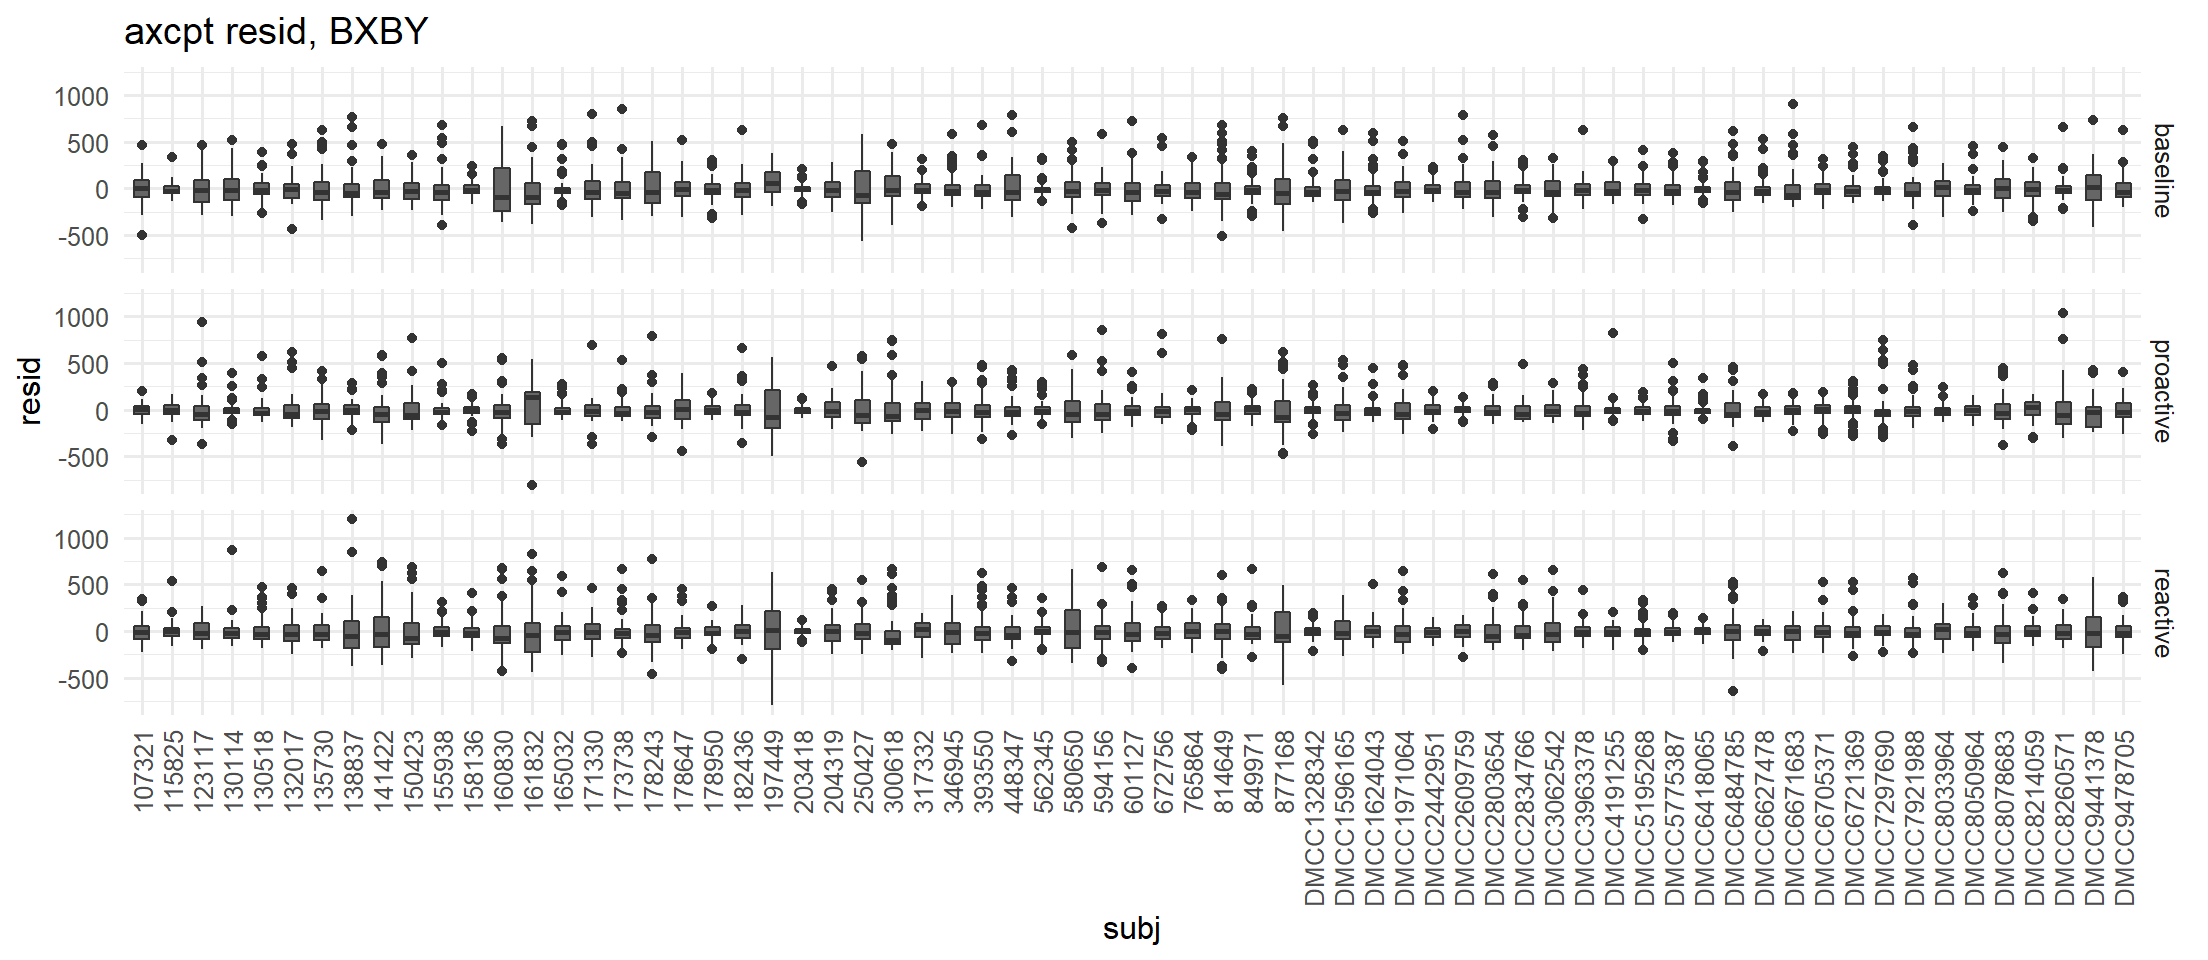 axcpt resid, BXBY
resid
1000
500
0
-500
baseline
1000
500
0
-500
proactive
1000
500
0
-500
reactive
107321
115825
123117
130114
130518
132017
135730
138837
141422
150423
155938
158136
160830
161832
165032
171330
173738
178243
178647
178950
182436
197449
203418
204319
250427
300618
317332
346945
393550
448347
562345
580650
594156
601127
672756
765864
814649
849971
877168
DMCC1328342
DMCC1596165
DMCC1624043
DMCC1971064
DMCC2442951
DMCC2609759
DMCC2803654
DMCC2834766
DMCC3062542
DMCC3963378
DMCC4191255
DMCC5195268
DMCC5775387
DMCC6418065
DMCC6484785
DMCC6627478
DMCC6671683
DMCC6705371
DMCC6721369
DMCC7297690
DMCC7921988
DMCC8033964
DMCC8050964
DMCC8078683
DMCC8214059
DMCC8260571
DMCC9441378
DMCC9478705
subj